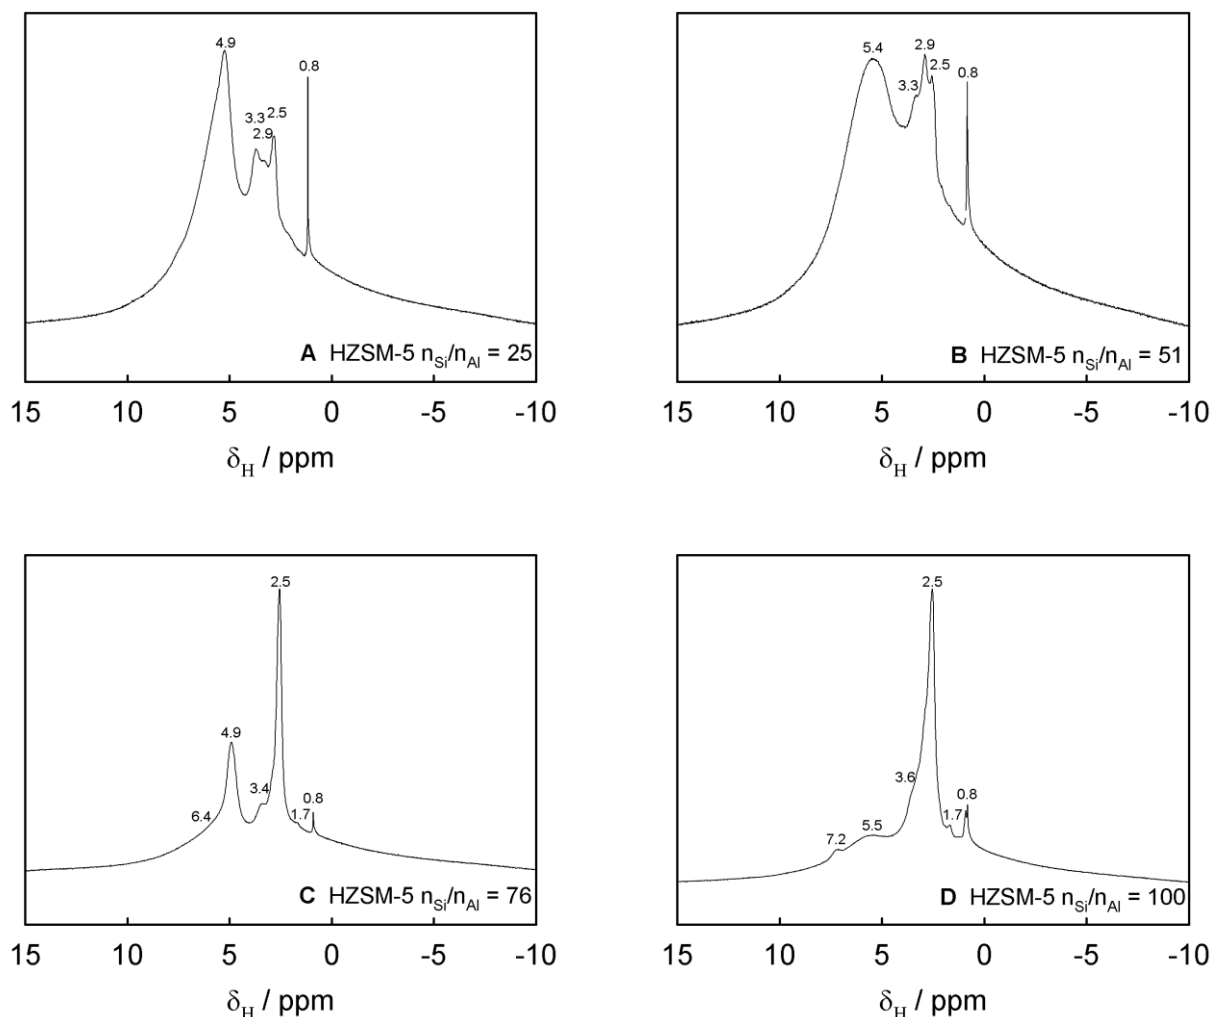 4.9
0.8
3.3 2.5
2.9
A HZSM-5 nSi/nAl = 25
15 10 5 0 -5 -10
δH / ppm
2.9
5.4
2.5
0.8
3.3
B HZSM-5 nSi/nAl = 51
15 10 5 0 -5 -10
δH / ppm
2.5
4.9
3.4
0.8
6.4
1.7
C HZSM-5 nSi/nAl = 76
15 10 5 0 -5 -10
δH / ppm
2.5
3.6
0.8
1.7
7.2
5.5
D HZSM-5 nSi/nAl = 100
15 10 5 0 -5 -10
δH / ppm